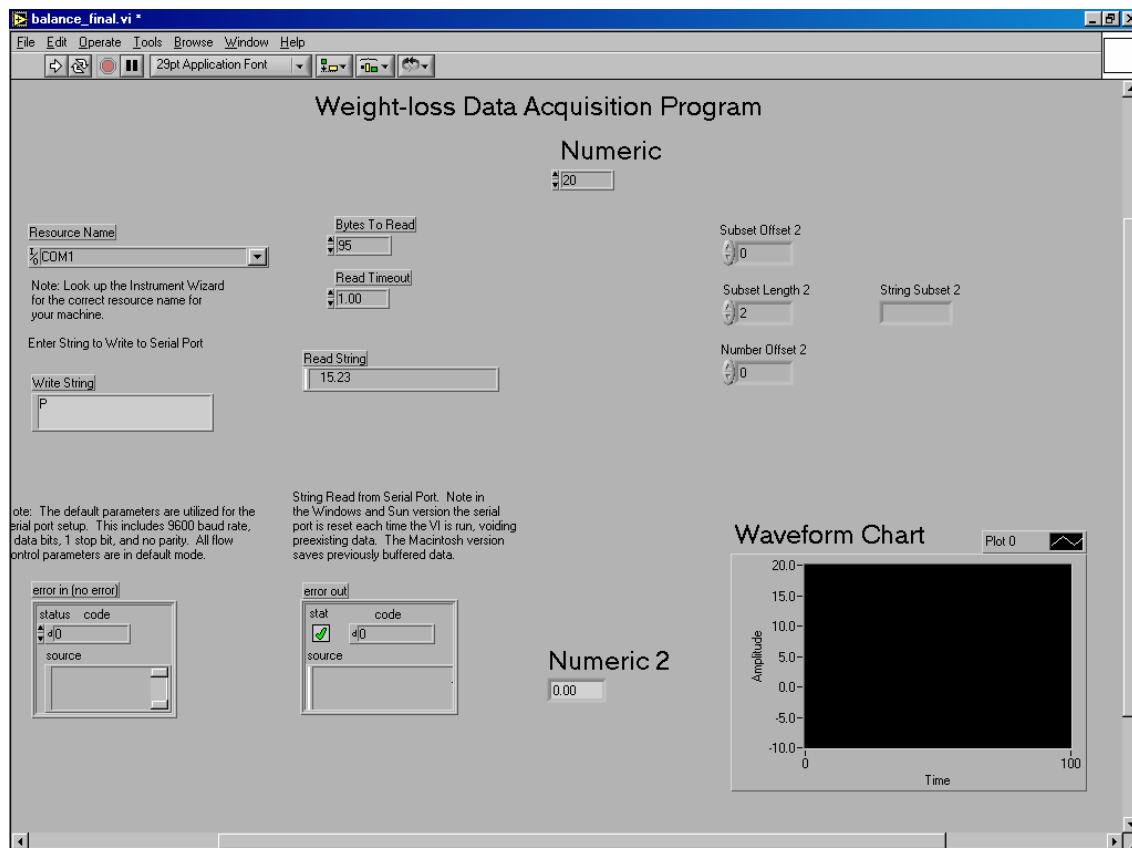 balance_final.vi *
File Edit Operate Tools Browse Window Help
29pt Application Font
Weight-loss Data Acquisition Program
Numeric
20
Resource Name
COM1
Note: Look up the Instrument Wizard
for the correct resource name for
your machine.
Enter String to Write to Serial Port
Write String
P
Bytes To Read
95
Read Timeout
1.00
Read String
15.23
Subset Offset 2
0
Subset Length 2
2
String Subset 2
Number Offset 2
0
ote: The default parameters are utilized for the
erial port setup. This includes 9600 baud rate,
data bits, 1 stop bit, and no parity. All flow
ontrol parameters are in default mode.
String Read from Serial Port. Note in
the Windows and Sun version the serial
port is reset each time the VI is run, voiding
preexisting data. The Macintosh version
saves previously buffered data.
error in (no error)
status code
d0
source
error out
stat code
d0
source
Numeric 2
0.00
Waveform Chart
Plot 0
20.0
15.0
10.0
5.0
0.0
-5.0
-10.0
Amplitude
0
100
Time